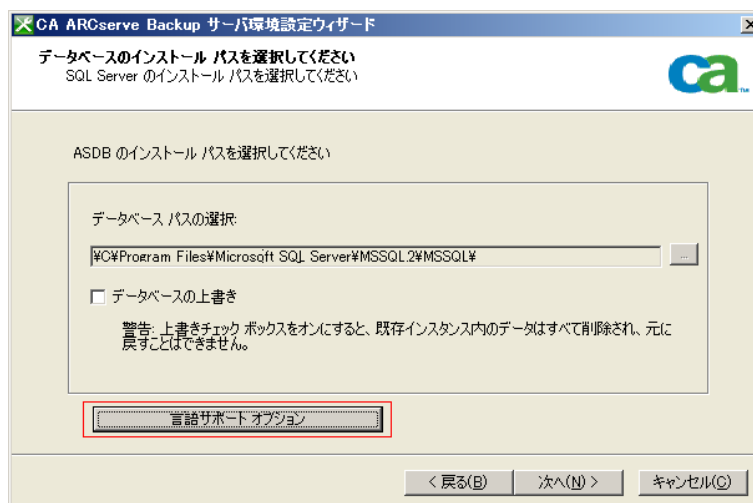 CA ARCserve Backup サーバ環境設定ウィザード
データベースのインストール パスを選択してください
SQL Server のインストール パスを選択してください
ca
ASDB のインストール パスを選択してください
データベース パスの選択:
¥C¥Program Files¥Microsoft SQL Server¥MSSQL.2¥MSSQL¥
...
データベースの上書き
警告: 上書きチェック ボックスをオンにすると、既存インスタンス内のデータはすべて削除され、元に
戻すことはできません。
言語サポート オプション
< 戻る(B)
次へ(N) >
キャンセル(C)